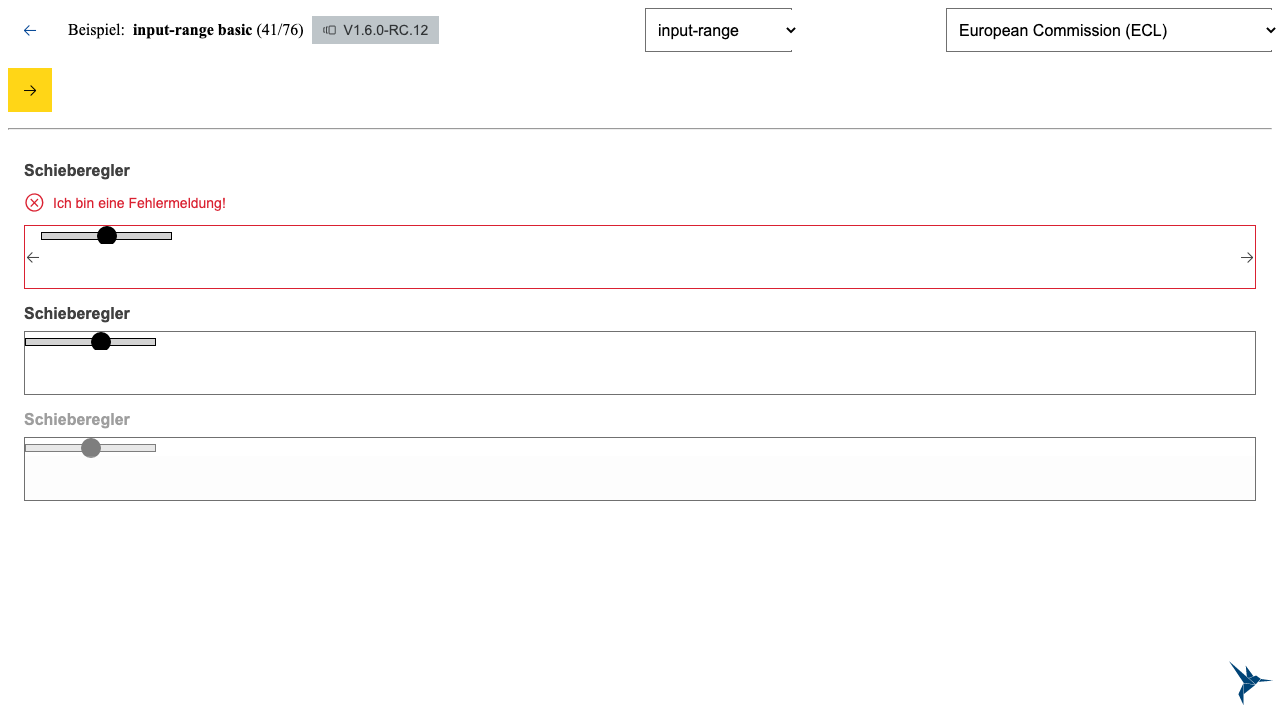 Beispiel: input-range basic (41/76) V1.6.0-RC.12 input-range European Commission (ECL)
Schieberegler
Ich bin eine Fehlermeldung!
Schieberegler
Schieberegler